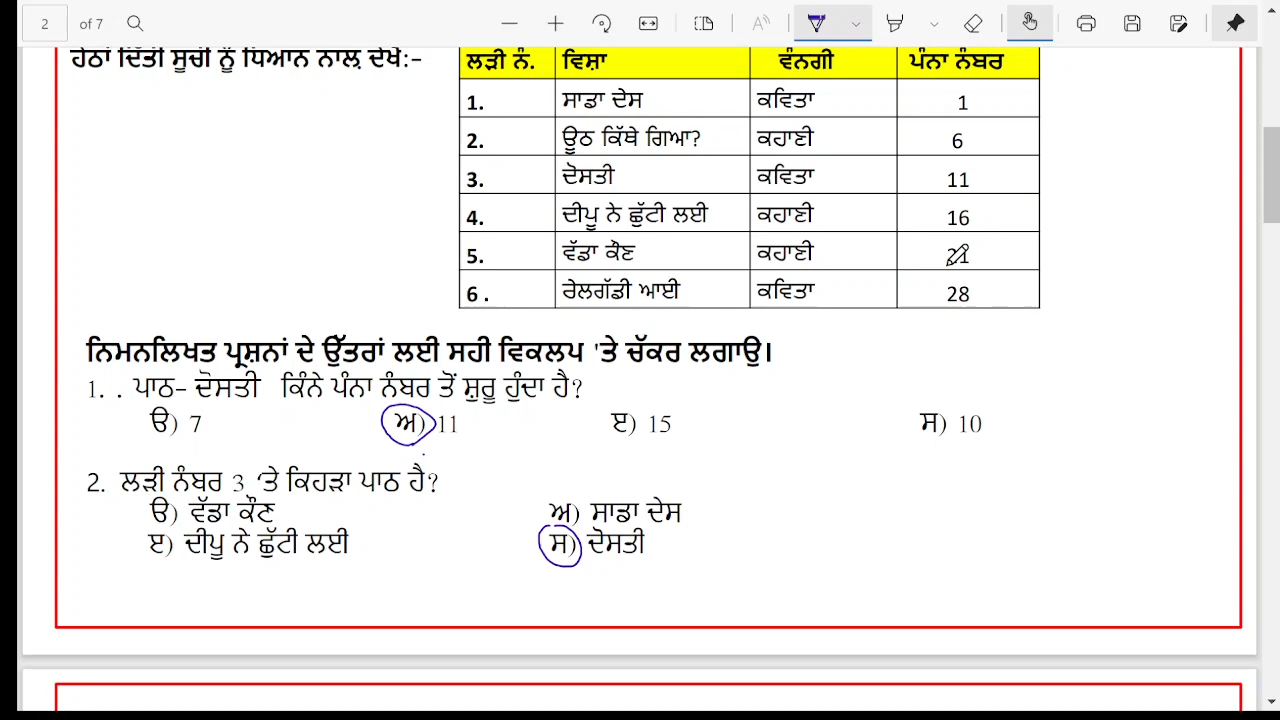 2 of 7
ਹੇਠਾਂ ਦਿੱਤੀ ਸੂਚੀ ਨੂੰ ਧਿਆਨ ਨਾਲ਼ ਦੇਖੋ:-
ਲੜੀ ਨੰ. ਵਿਸ਼ਾ ਵੰਨਗੀ ਪੰਨਾ ਨੰਬਰ
1. ਸਾਡਾ ਦੇਸ ਕਵਿਤਾ 1
2. ਊਠ ਕਿੱਥੇ ਗਿਆ? ਕਹਾਣੀ 6
3. ਦੋਸਤੀ ਕਵਿਤਾ 11
4. ਦੀਪੂ ਨੇ ਛੁੱਟੀ ਲਈ ਕਹਾਣੀ 16
5. ਵੱਡਾ ਕੌਣ ਕਹਾਣੀ 21
6 . ਰੇਲਗੱਡੀ ਆਈ ਕਵਿਤਾ 28
ਨਿਮਨਲਿਖਤ ਪ੍ਰਸ਼ਨਾਂ ਦੇ ਉੱਤਰਾਂ ਲਈ ਸਹੀ ਵਿਕਲਪ 'ਤੇ ਚੱਕਰ ਲਗਾਉ।
1. . ਪਾਠ- ਦੋਸਤੀ ਕਿੰਨੇ ਪੰਨਾ ਨੰਬਰ ਤੋਂ ਸ਼ੁਰੂ ਹੁੰਦਾ ਹੈ?
ੳ) 7 ਅ) 11 ੲ) 15 ਸ) 10
2. ਲੜੀ ਨੰਬਰ 3 ‘ਤੇ ਕਿਹੜਾ ਪਾਠ ਹੈ?
ੳ) ਵੱਡਾ ਕੌਣ ਅ) ਸਾਡਾ ਦੇਸ
ੲ) ਦੀਪੂ ਨੇ ਛੁੱਟੀ ਲਈ ਸ) ਦੋਸਤੀ